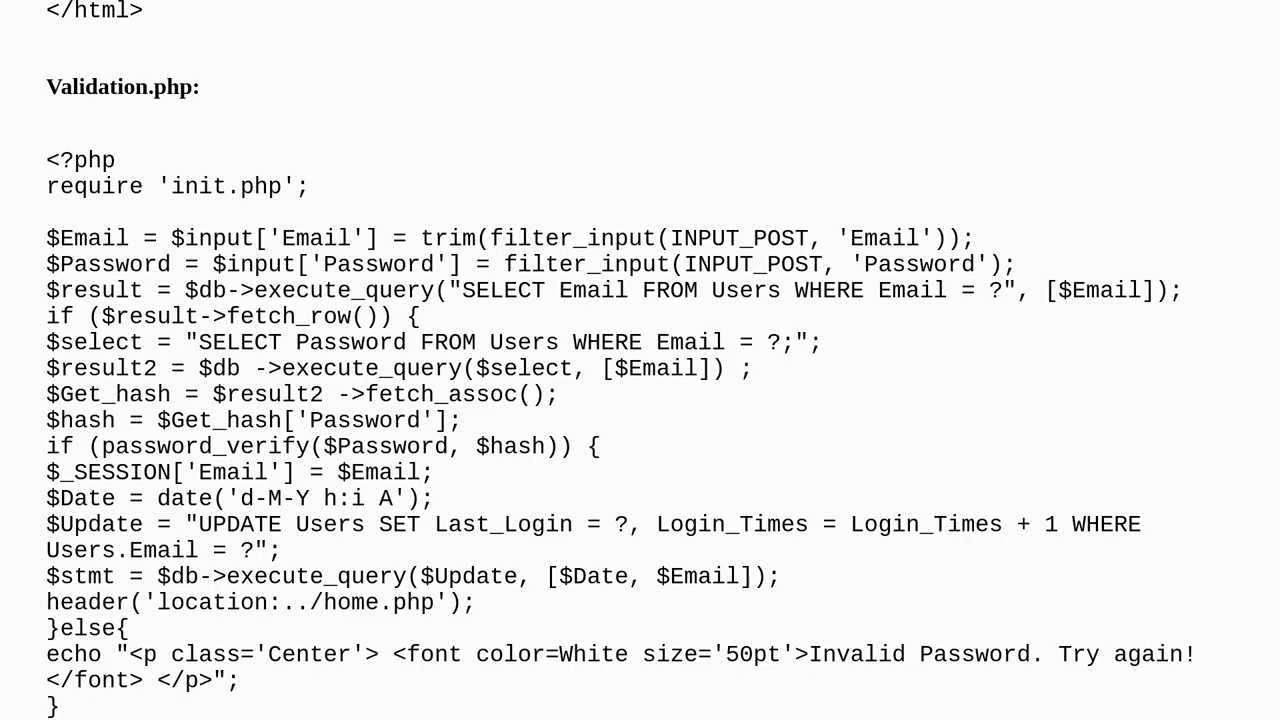 </html>
Validation.php:
<?php
require 'init.php';
$Email = $input['Email'] = trim(filter_input(INPUT_POST, 'Email'));
$Password = $input['Password'] = filter_input(INPUT_POST, 'Password');
$result = $db->execute_query("SELECT Email FROM Users WHERE Email = ?", [$Email]);
if ($result->fetch_row()) {
$select = "SELECT Password FROM Users WHERE Email = ?;";
$result2 = $db ->execute_query($select, [$Email]) ;
$Get_hash = $result2 ->fetch_assoc();
$hash = $Get_hash['Password'];
if (password_verify($Password, $hash)) {
$_SESSION['Email'] = $Email;
$Date = date('d-M-Y h:i A');
$Update = "UPDATE Users SET Last_Login = ?, Login_Times = Login_Times + 1 WHERE
Users.Email = ?";
$stmt = $db->execute_query($Update, [$Date, $Email]);
header('location:../home.php');
}else{
echo "<p class='Center'> <font color=White size='50pt'>Invalid Password. Try again!
</font> </p>";
}